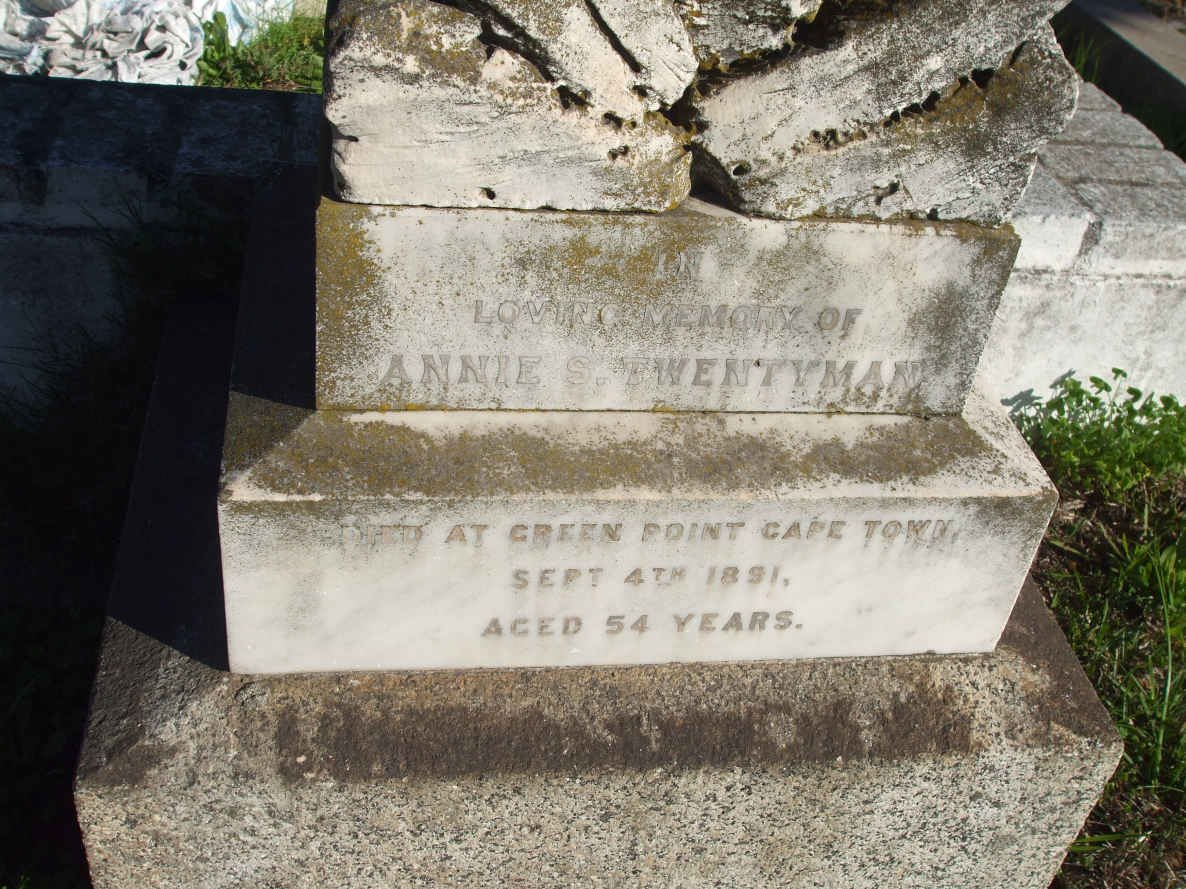 IN
LOVING MEMORY OF
ANNIE S. TWENTYMAN
DIED AT GREEN POINT CAPE TOWN,
SEPT 4TH 1891,
AGED 54 YEARS.